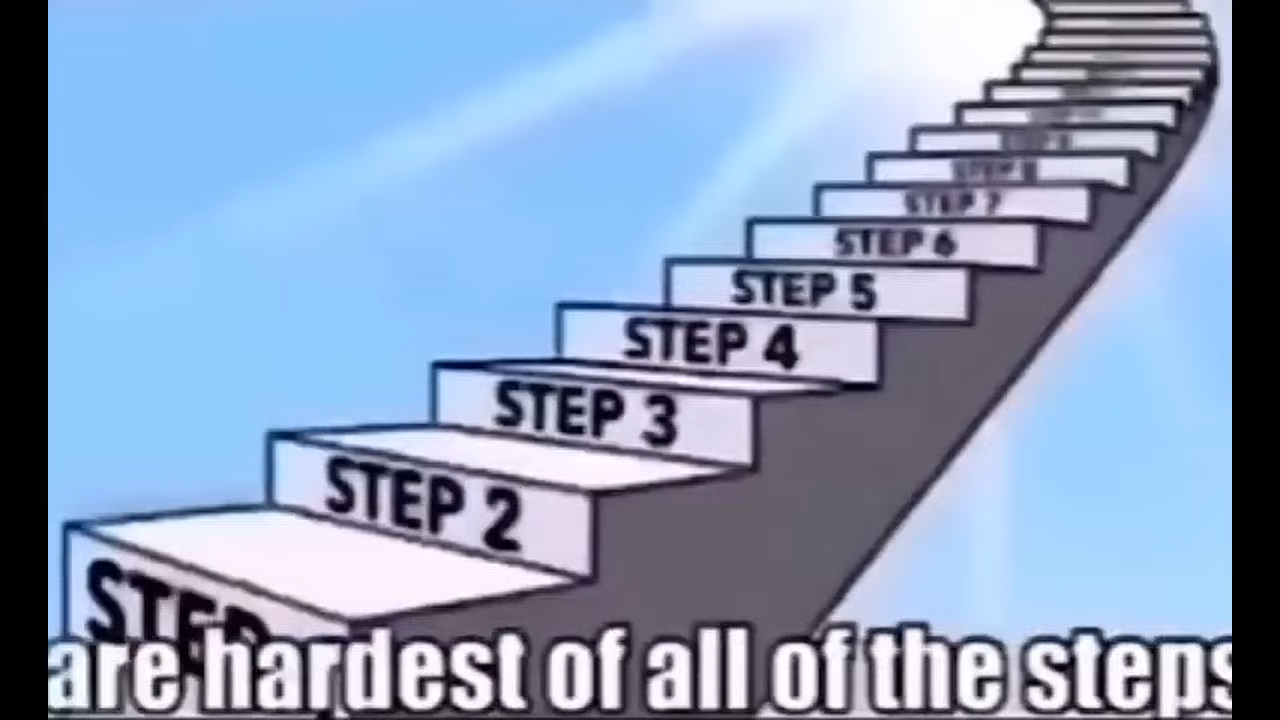 STEP 7
STEP 6
STEP 5
STEP 4
STEP 3
STEP 2
STEP
are hardest of all of the steps